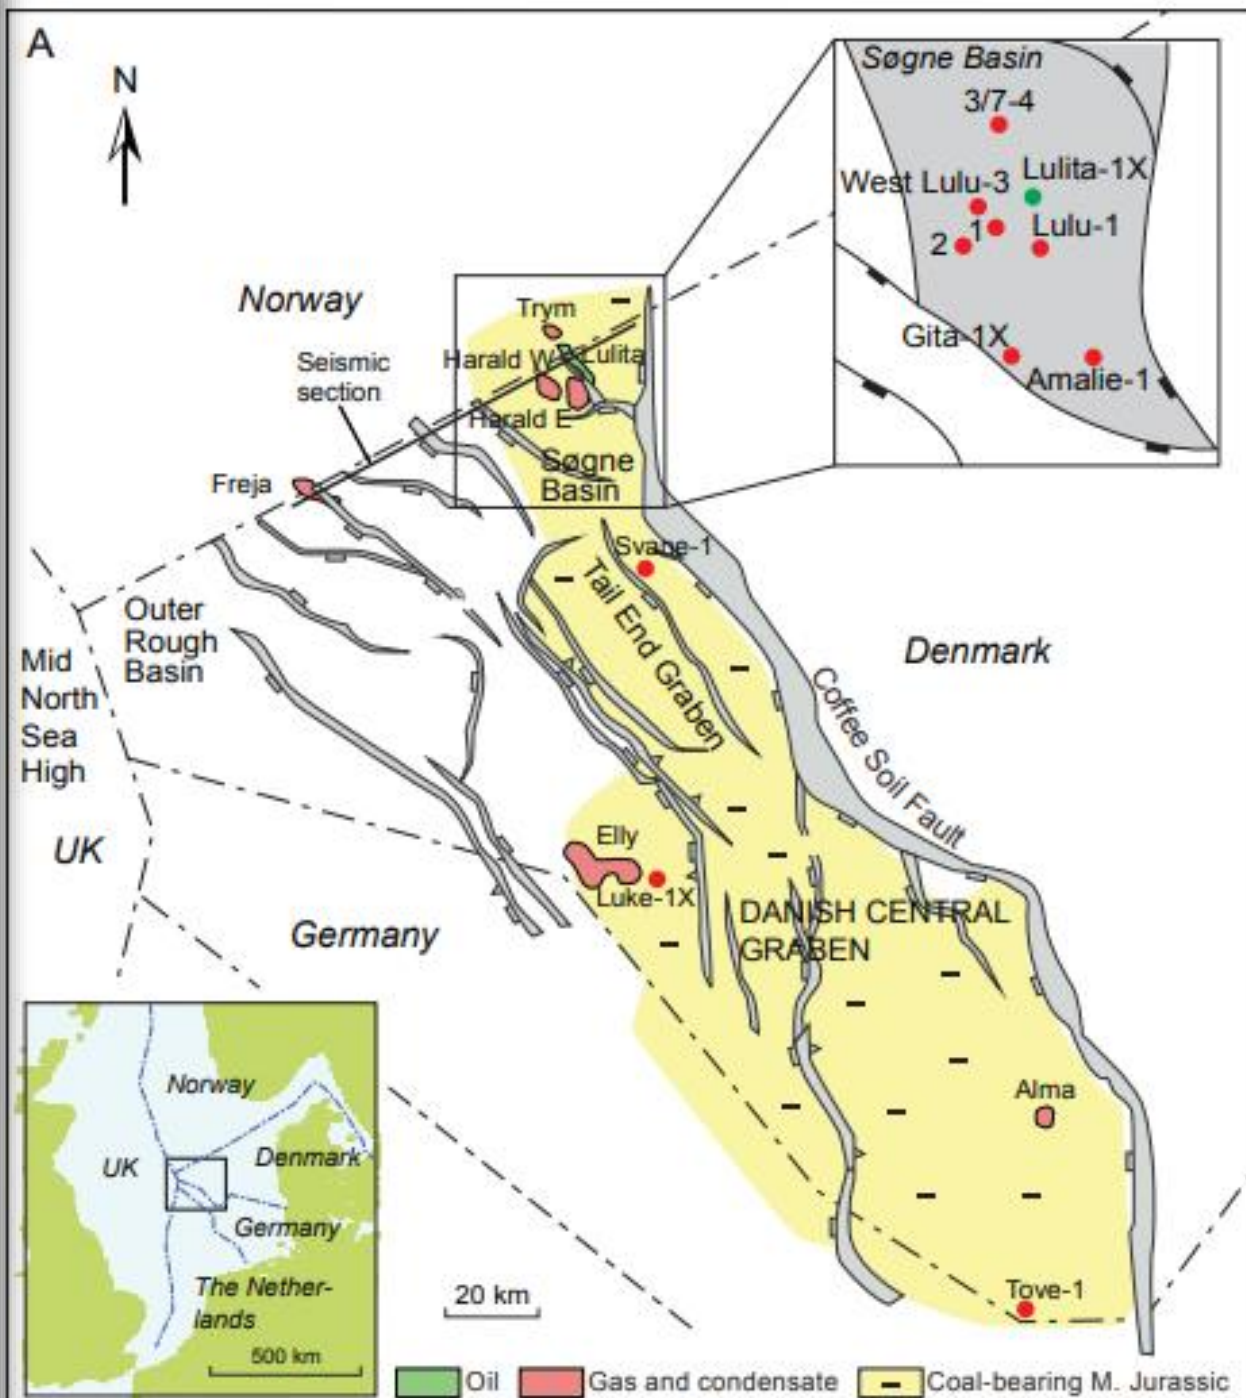 A
N
Søgne Basin
3/7-4
Lulita-1X
West Lulu-3
1
Lulu-1
2
Gita-1X
Amalie-1
Norway
Trym
Seismic
section
Harald W
Lulita
Harald E
Freja
Søgne
Basin
Svane-1
Tail End Graben
Outer
Rough
Basin
Denmark
Mid
North
Sea
High
Coffee Soil Fault
UK
Elly
Luke-1X
DANISH CENTRAL
GRABEN
Germany
Alma
Tove-1
Norway
UK
Denmark
Germany
The Nether-
lands
500 km
20 km
Oil
Gas and condensate
Coal-bearing M. Jurassic